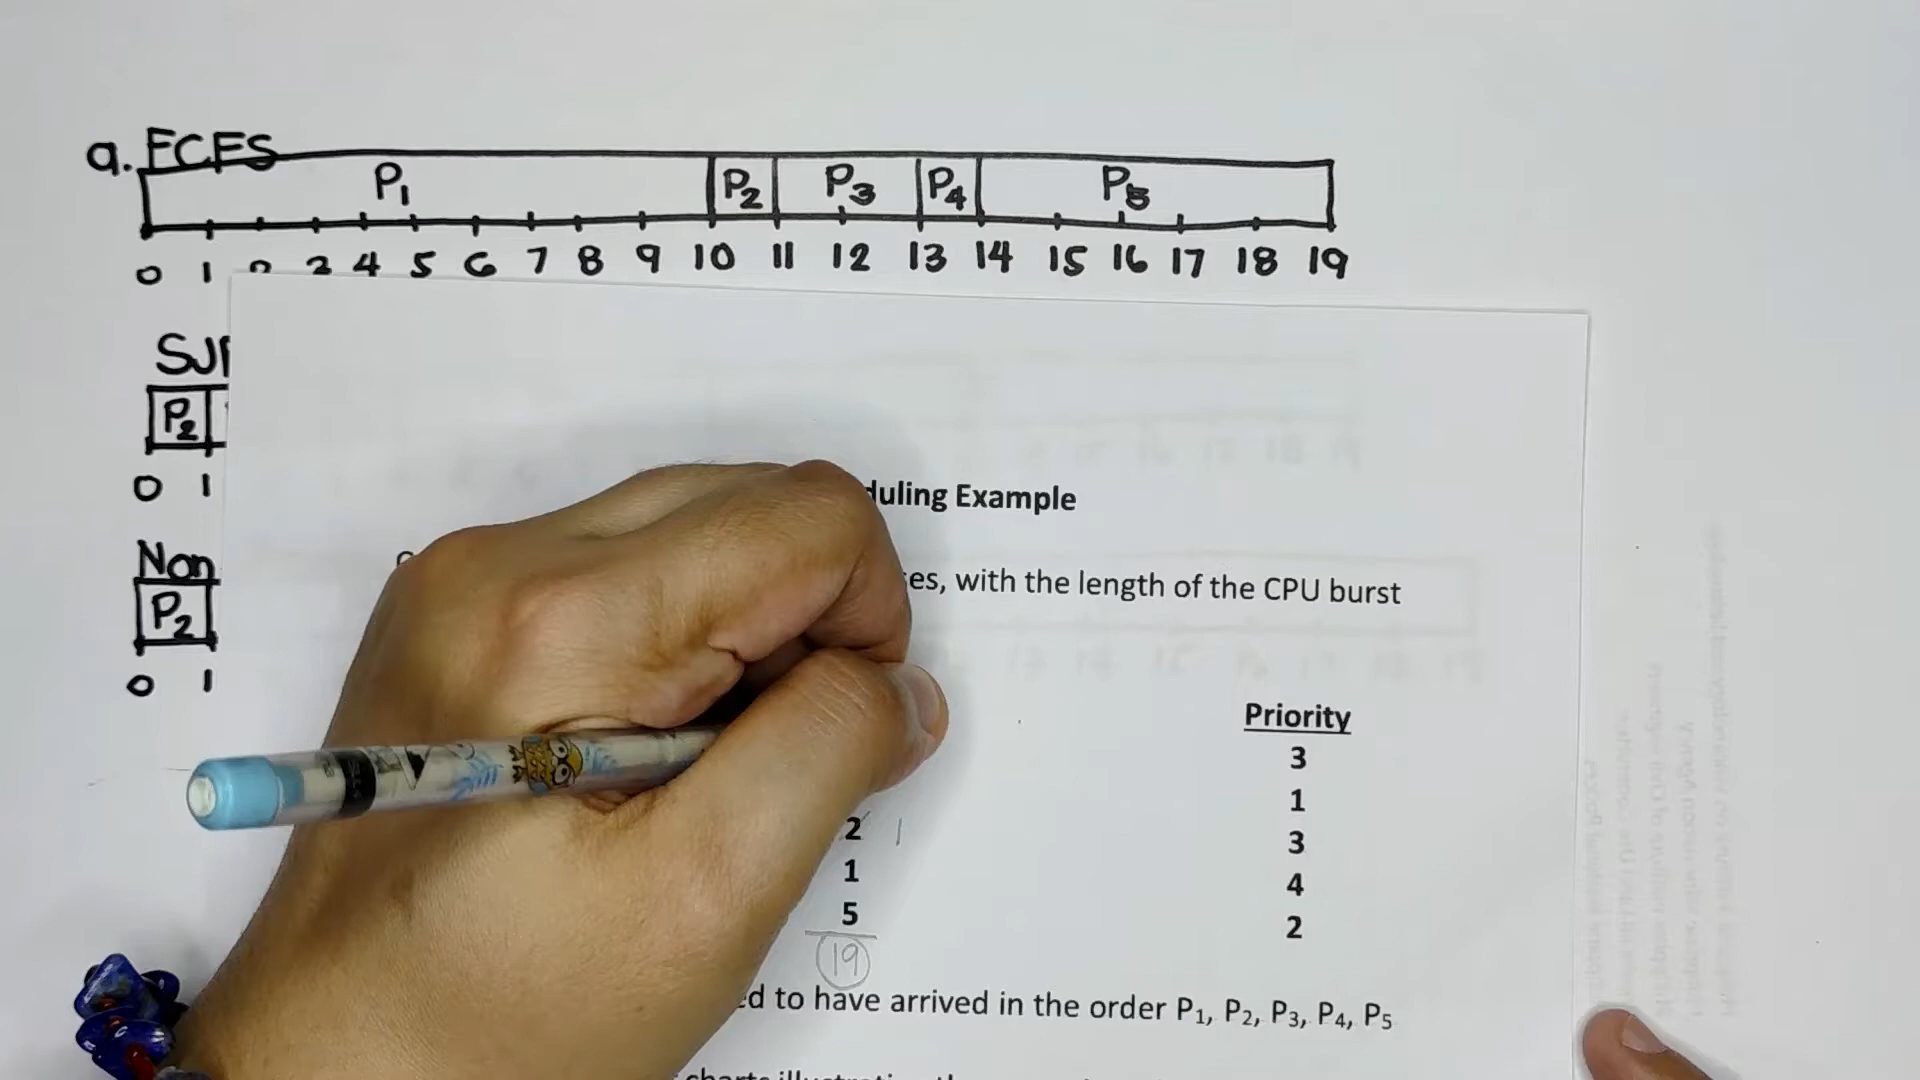 a. FCFS
P1 P2 P3 P4 P5
0 1 2 3 4 5 6 7 8 9 10 11 12 13 14 15 16 17 18 19
SJF
P2
0 1
Non
P2
0 1
duling Example
es, with the length of the CPU burst
Priority
3
1
2 1 3
1 4
5 2
19
ed to have arrived in the order P1, P2, P3, P4, P5